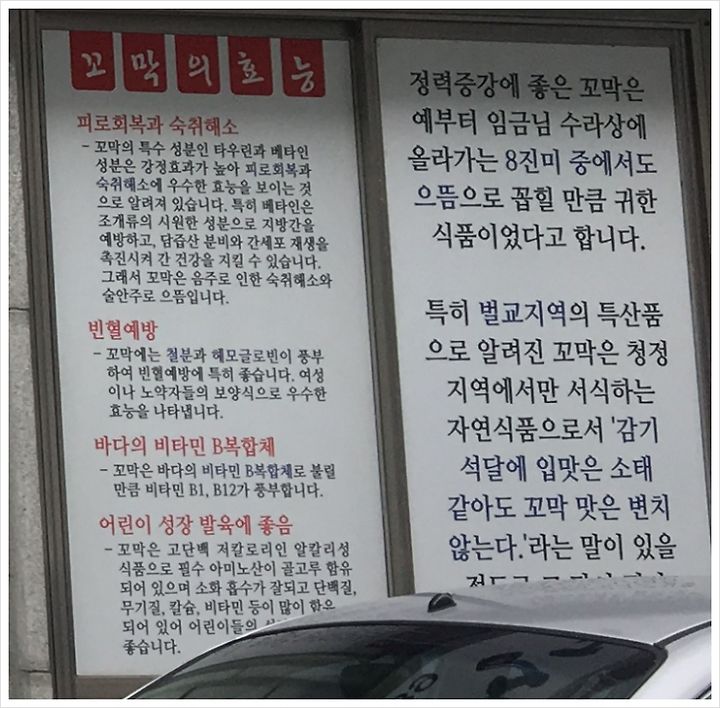 꼬막의효능
피로회복과 숙취해소
- 꼬막의 특수 성분인 타우린과 베타인
성분은 강정효과가 높아 피로회복과
숙취해소에 우수한 효능을 보이는 것
으로 알려져 있습니다. 특히 베타인은
조개류의 시원한 성분으로 지방간을
예방하고, 담즙산 분비와 간세포 재생을
촉진시켜 간 건강을 지킬 수 있습니다.
그래서 꼬막은 음주로 인한 숙취해소와
술안주로 으뜸입니다.
빈혈예방
- 꼬막에는 철분과 헤모글로빈이 풍부
하여 빈혈예방에 특히 좋습니다. 여성
이나 노약자들의 보양식으로 우수한
효능을 나타냅니다.
바다의 비타민 B복합체
- 꼬막은 바다의 비타민 B복합체로 불릴
만큼 비타민 B1, B12가 풍부합니다.
어린이 성장 발육에 좋음
- 꼬막은 고단백 저칼로리인 알칼리성
식품으로 필수 아미노산이 골고루 함유
되어 있으며 소화 흡수가 잘되고 단백질,
무기질, 칼슘, 비타민 등이 많이 함유
되어 있어 어린이들의
좋습니다.
정력증강에 좋은 꼬막은
예부터 임금님 수라상에
올라가는 8진미 중에서도
으뜸으로 꼽힐 만큼 귀한
식품이었다고 합니다.
특히 벌교지역의 특산품
으로 알려진 꼬막은 청정
지역에서만 서식하는
자연식품으로서 '감기
석달에 입맛은 소태
같아도 꼬막 맛은 변치
않는다.'라는 말이 있을